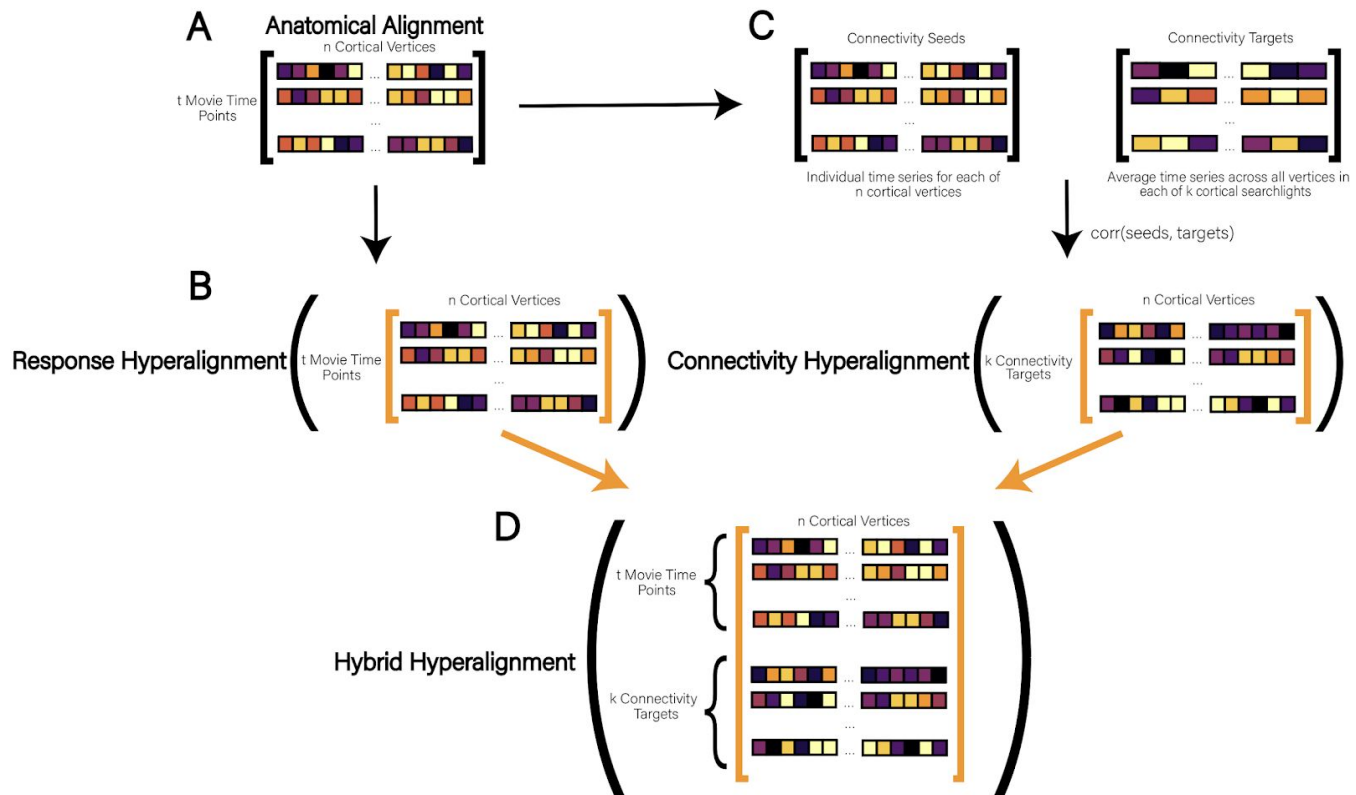 A
Anatomical Alignment
n Cortical Vertices
t Movie Time
Points
...
...
...
...
C
Connectivity Seeds
...
...
...
...
Individual time series for each of
n cortical vertices
Connectivity Targets
...
...
...
...
Average time series across all vertices in
each of k cortical searchlights
corr(seeds, targets)
B
Response Hyperalignment
t Movie Time
Points
n Cortical Vertices
...
...
...
...
Connectivity Hyperalignment
k Connectivity
Targets
n Cortical Vertices
...
...
...
...
D
Hybrid Hyperalignment
n Cortical Vertices
t Movie Time
Points
...
...
...
...
k Connectivity
Targets
...
...
...
...